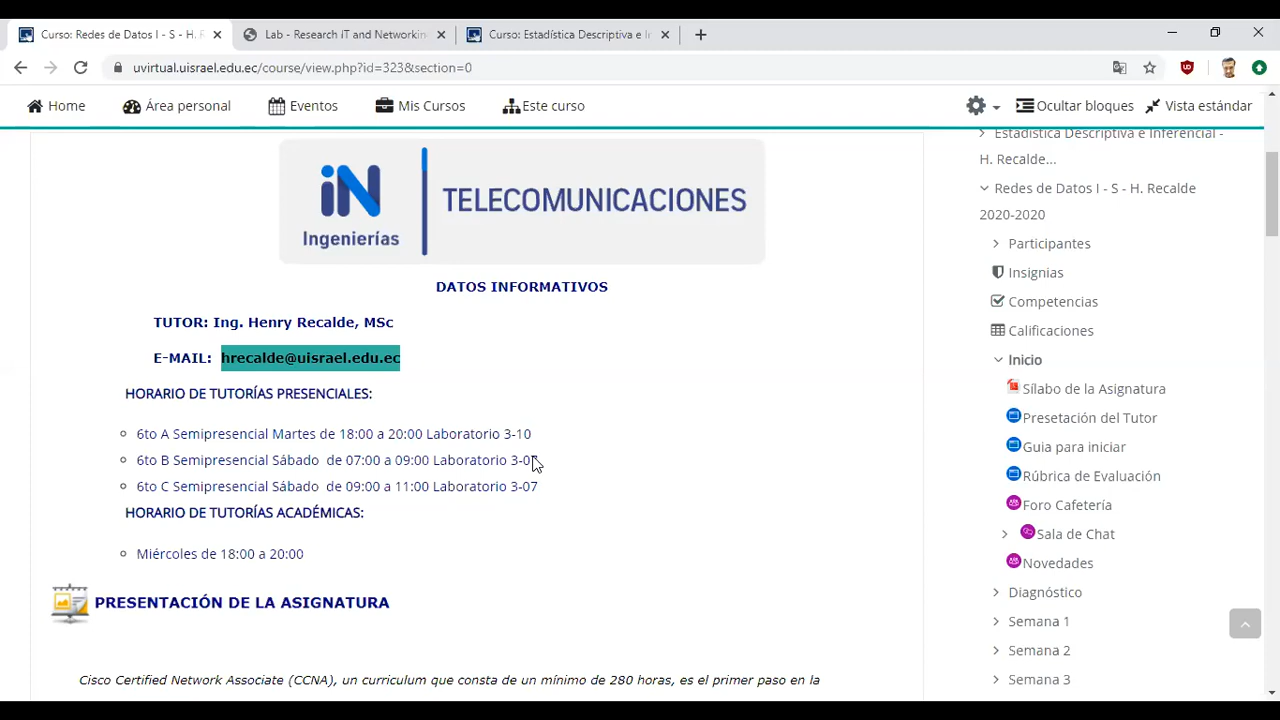 Curso: Redes de Datos I - S - H. R
Lab - Research iT and Networkin
Curso: Estadística Descriptiva e I
uvirtual.uisrael.edu.ec/course/view.php?id=323&section=0
Home Área personal Eventos Mis Cursos Este curso Ocultar bloques Vista estándar
iN
Ingenierías
TELECOMUNICACIONES
DATOS INFORMATIVOS
TUTOR: Ing. Henry Recalde, MSc
E-MAIL: hrecalde@uisrael.edu.ec
HORARIO DE TUTORÍAS PRESENCIALES:
6to A Semipresencial Martes de 18:00 a 20:00 Laboratorio 3-10
6to B Semipresencial Sábado de 07:00 a 09:00 Laboratorio
6to C Semipresencial Sábado de 09:00 a 11:00 Laboratorio 3-07
HORARIO DE TUTORÍAS ACADÉMICAS:
Miércoles de 18:00 a 20:00
PRESENTACIÓN DE LA ASIGNATURA
Cisco Certified Network Associate (CCNA), un curriculum que consta de un mínimo de 280 horas, es el primer paso en la
Estadística Descriptiva e Inferencial -
H. Recalde...
Redes de Datos I - S - H. Recalde
2020-2020
Participantes
Insignias
Competencias
Calificaciones
Inicio
Sílabo de la Asignatura
Presetación del Tutor
Guia para iniciar
Rúbrica de Evaluación
Foro Cafetería
Sala de Chat
Novedades
Diagnóstico
Semana 1
Semana 2
Semana 3